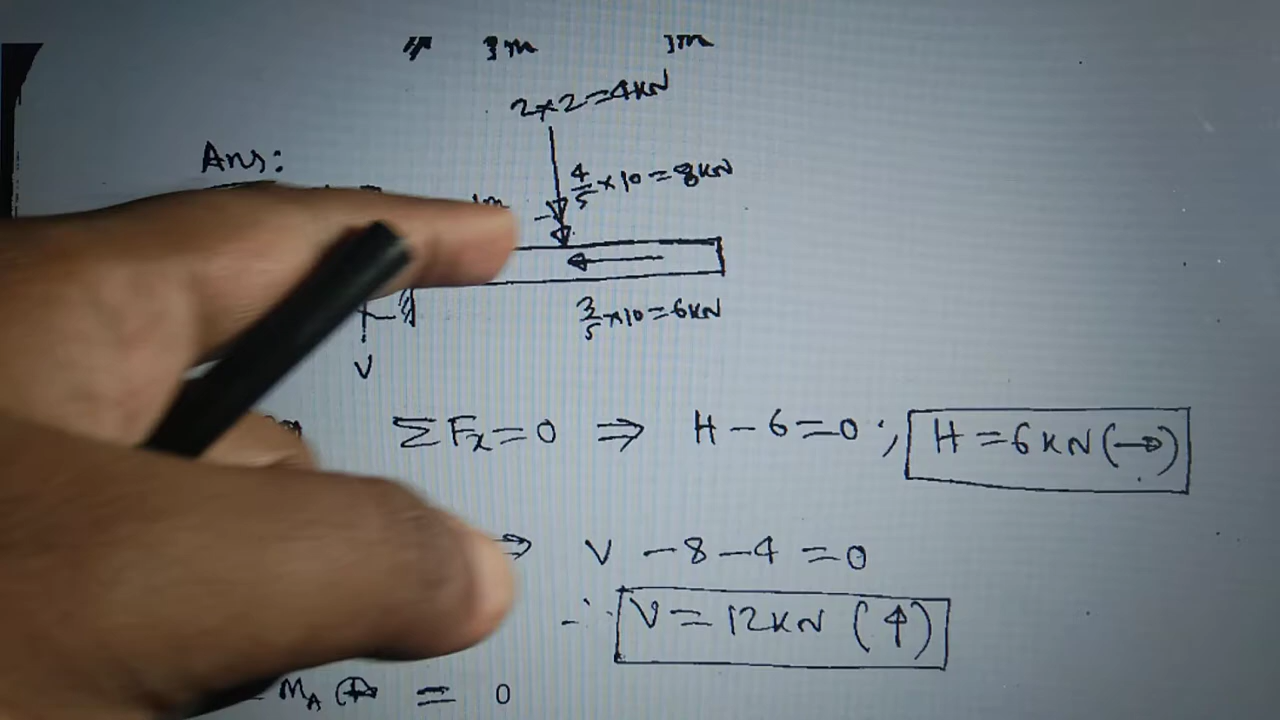 3m 3m
2×2=4KN
Ans:
4/5×10=8KN
3/5×10=6KN
V
ΣFx=0 ⇒ H-6=0; H=6KN(→)
⇒ V-8-4=0
∴ V=12KN (↑)
MA = 0